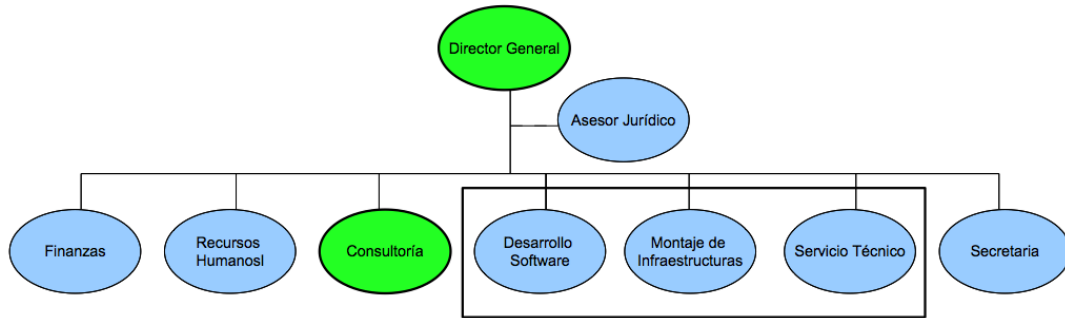 Director General
Asesor Jurídico
Finanzas
Recursos
Humanosl
Consultoría
Desarrollo
Software
Montaje de
Infraestructuras
Servicio Técnico
Secretaria